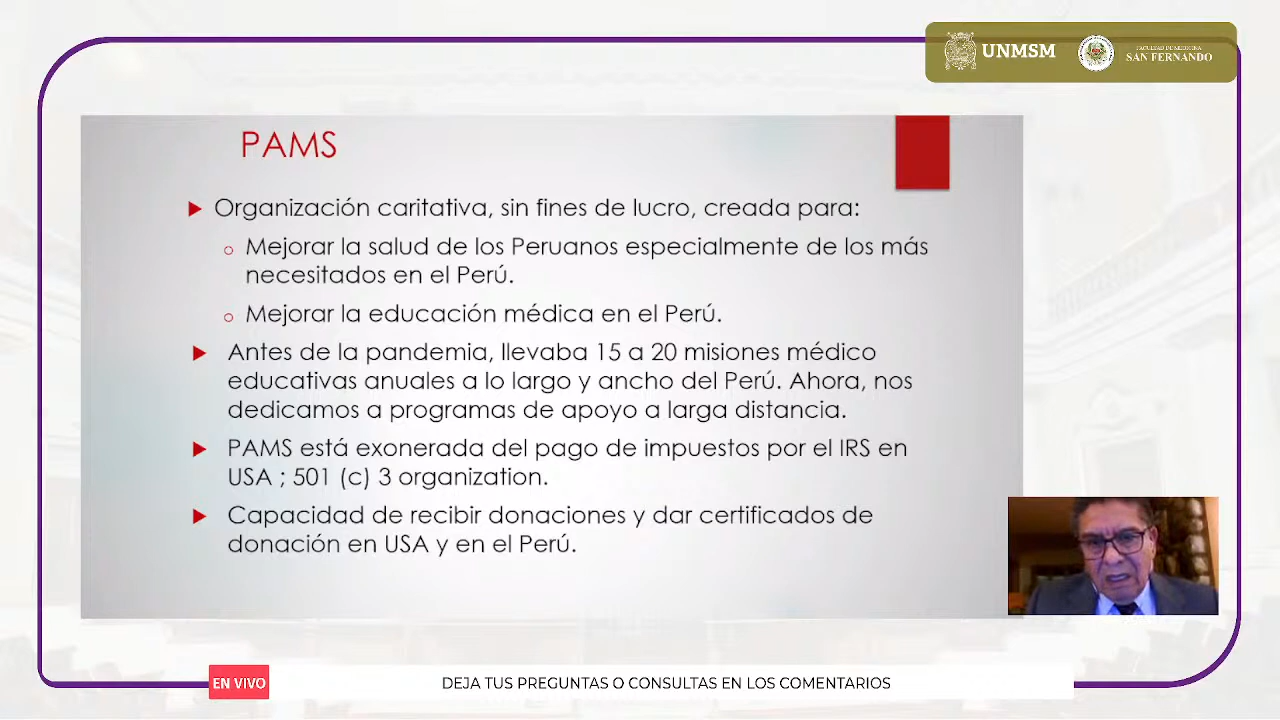 UNMSM
FACULTAD DE MEDICINA
SAN FERNANDO
PAMS
Organización caritativa, sin fines de lucro, creada para:
Mejorar la salud de los Peruanos especialmente de los más
necesitados en el Perú.
Mejorar la educación médica en el Perú.
Antes de la pandemia, llevaba 15 a 20 misiones médico
educativas anuales a lo largo y ancho del Perú. Ahora, nos
dedicamos a programas de apoyo a larga distancia.
PAMS está exonerada del pago de impuestos por el IRS en
USA ; 501 (c) 3 organization.
Capacidad de recibir donaciones y dar certificados de
donación en USA y en el Perú.
EN VIVO
DEJA TUS PREGUNTAS O CONSULTAS EN LOS COMENTARIOS